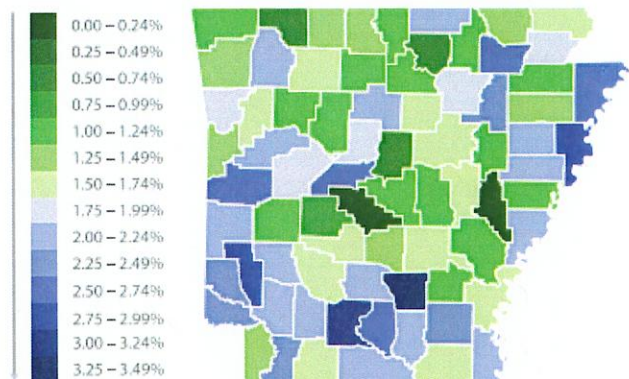 0.00 – 0.24%
0.25 – 0.49%
0.50 – 0.74%
0.75 – 0.99%
1.00 – 1.24%
1.25 – 1.49%
1.50 – 1.74%
1.75 – 1.99%
2.00 – 2.24%
2.25 – 2.49%
2.50 – 2.74%
2.75 – 2.99%
3.00 – 3.24%
3.25 – 3.49%